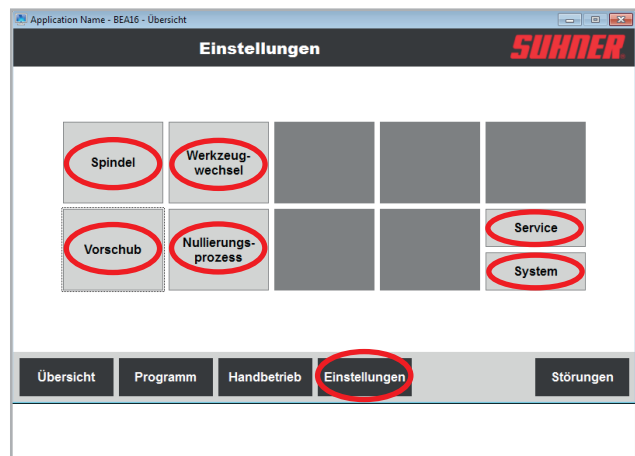 Application Name - BEA16 - Übersicht
Einstellungen
SUHNER
Spindel
Werkzeug-
wechsel
Vorschub
Nullierungs-
prozess
Service
System
Übersicht
Programm
Handbetrieb
Einstellungen
Störungen